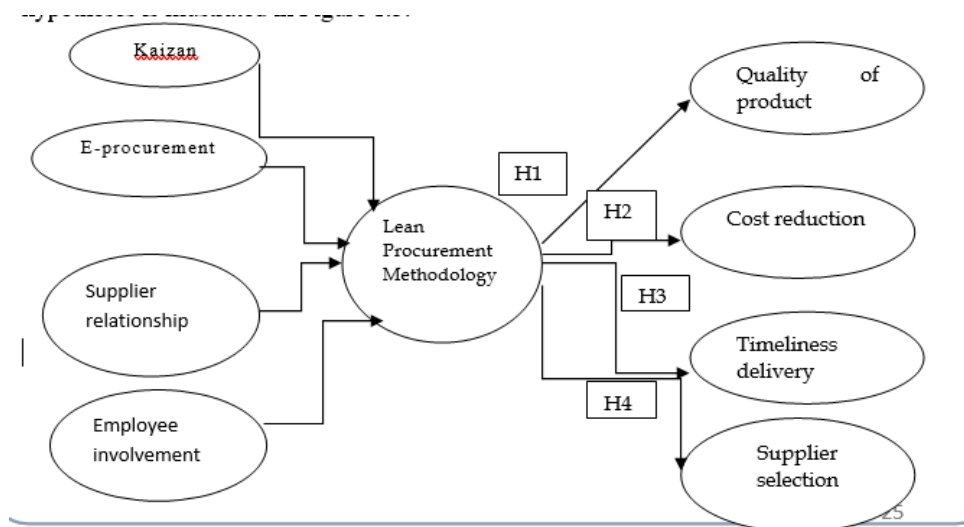 Kaizan
E-procurement
Supplier
relationship
Employee
involvement
Lean
Procurement
Methodology
H1
H2
H3
H4
Quality of
product
Cost reduction
Timeliness
delivery
Supplier
selection
25